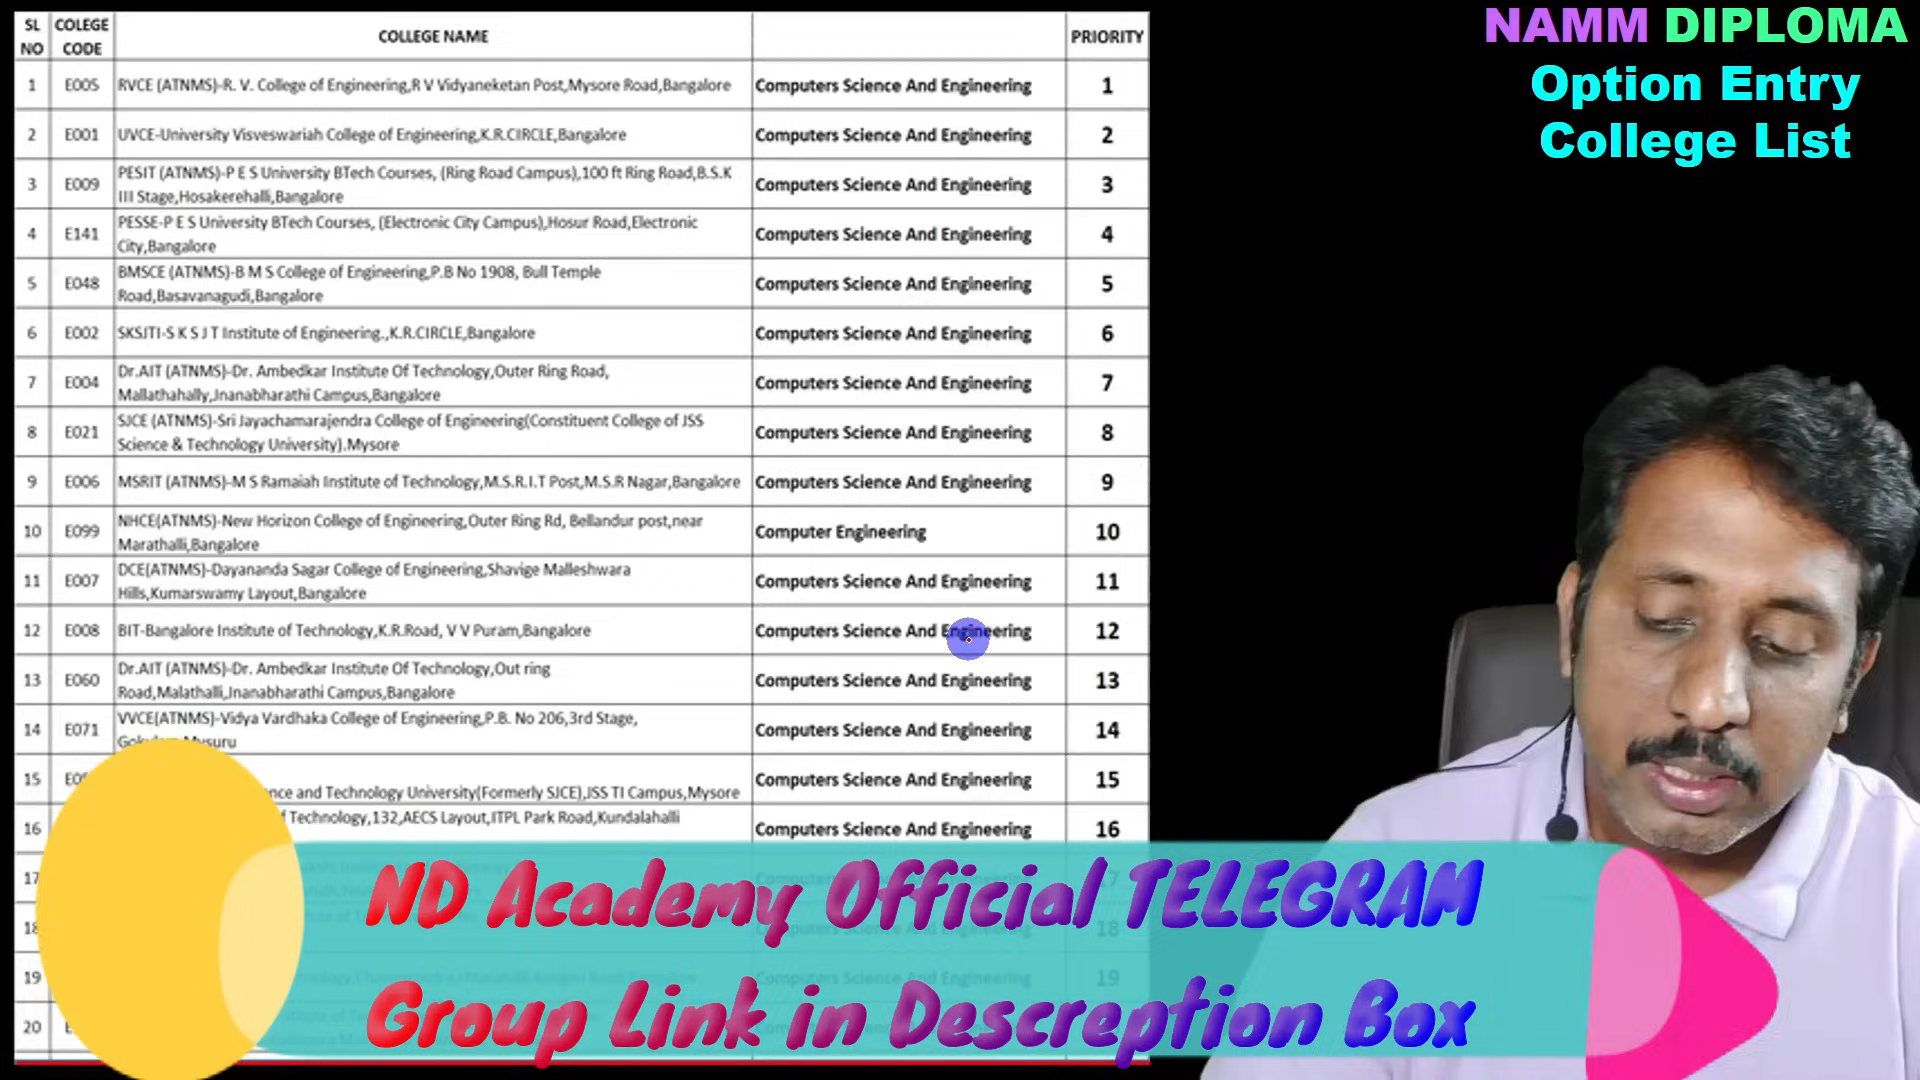 SL NO COLEGE CODE COLLEGE NAME PRIORITY
1 E005 RVCE (ATNMS)-R. V. College of Engineering,R V Vidyaneketan Post,Mysore Road,Bangalore Computers Science And Engineering 1
2 E001 UVCE-University Visveswariah College of Engineering,K.R.CIRCLE,Bangalore Computers Science And Engineering 2
3 E009 PESIT (ATNMS)-P E S University BTech Courses, (Ring Road Campus),100 ft Ring Road,B.S.K
III Stage,Hosakerehalli,Bangalore Computers Science And Engineering 3
4 E141 PESSE-P E S University BTech Courses, (Electronic City Campus),Hosur Road,Electronic
City,Bangalore Computers Science And Engineering 4
5 E048 BMSCE (ATNMS)-B M S College of Engineering,P.B No 1908, Bull Temple
Road,Basavanagudi,Bangalore Computers Science And Engineering 5
6 E002 SKSJTI-S K S J T Institute of Engineering.,K.R.CIRCLE,Bangalore Computers Science And Engineering 6
7 E004 Dr.AIT (ATNMS)-Dr. Ambedkar Institute Of Technology,Outer Ring Road,
Mallathahally,Jnanabharathi Campus,Bangalore Computers Science And Engineering 7
8 E021 SJCE (ATNMS)-Sri Jayachamarajendra College of Engineering(Constituent College of JSS
Science & Technology University).Mysore Computers Science And Engineering 8
9 E006 MSRIT (ATNMS)-M S Ramaiah Institute of Technology,M.S.R.I.T Post,M.S.R Nagar,Bangalore Computers Science And Engineering 9
10 E099 NHCE(ATNMS)-New Horizon College of Engineering,Outer Ring Rd, Bellandur post,near
Marathalli,Bangalore Computer Engineering 10
11 E007 DCE(ATNMS)-Dayananda Sagar College of Engineering,Shavige Malleshwara
Hills,Kumarswamy Layout,Bangalore Computers Science And Engineering 11
12 E008 BIT-Bangalore Institute of Technology,K.R.Road, V V Puram,Bangalore Computers Science And Engineering 12
13 E060 Dr.AIT (ATNMS)-Dr. Ambedkar Institute Of Technology,Out ring
Road,Malathalli,Jnanabharathi Campus,Bangalore Computers Science And Engineering 13
14 E071 VVCE(ATNMS)-Vidya Vardhaka College of Engineering,P.B. No 206,3rd Stage,
Computers Science And Engineering 14
15 and Technology University(Formerly SJCE),JSS TI Campus,Mysore Computers Science And Engineering 15
16 Technology,132,AECS Layout,ITPL Park Road,Kundalahalli
Computers Science And Engineering 16
17 17
18 18
19 19
20
NAMM DIPLOMA
Option Entry
College List
ND Academy Official TELEGRAM
Group Link in Descreption Box